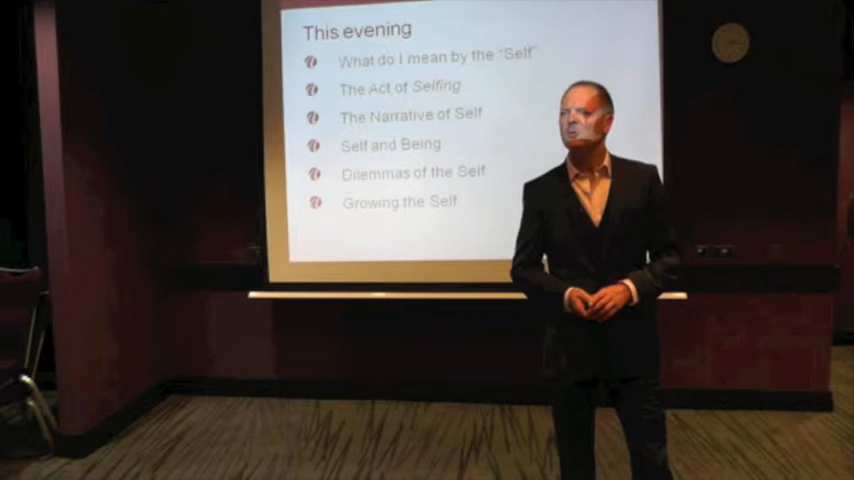 This evening
What do I mean by the "Self"
The Act of Selfing
The Narrative of Self
Self and Being
Dilemmas of the Self
Growing the Self